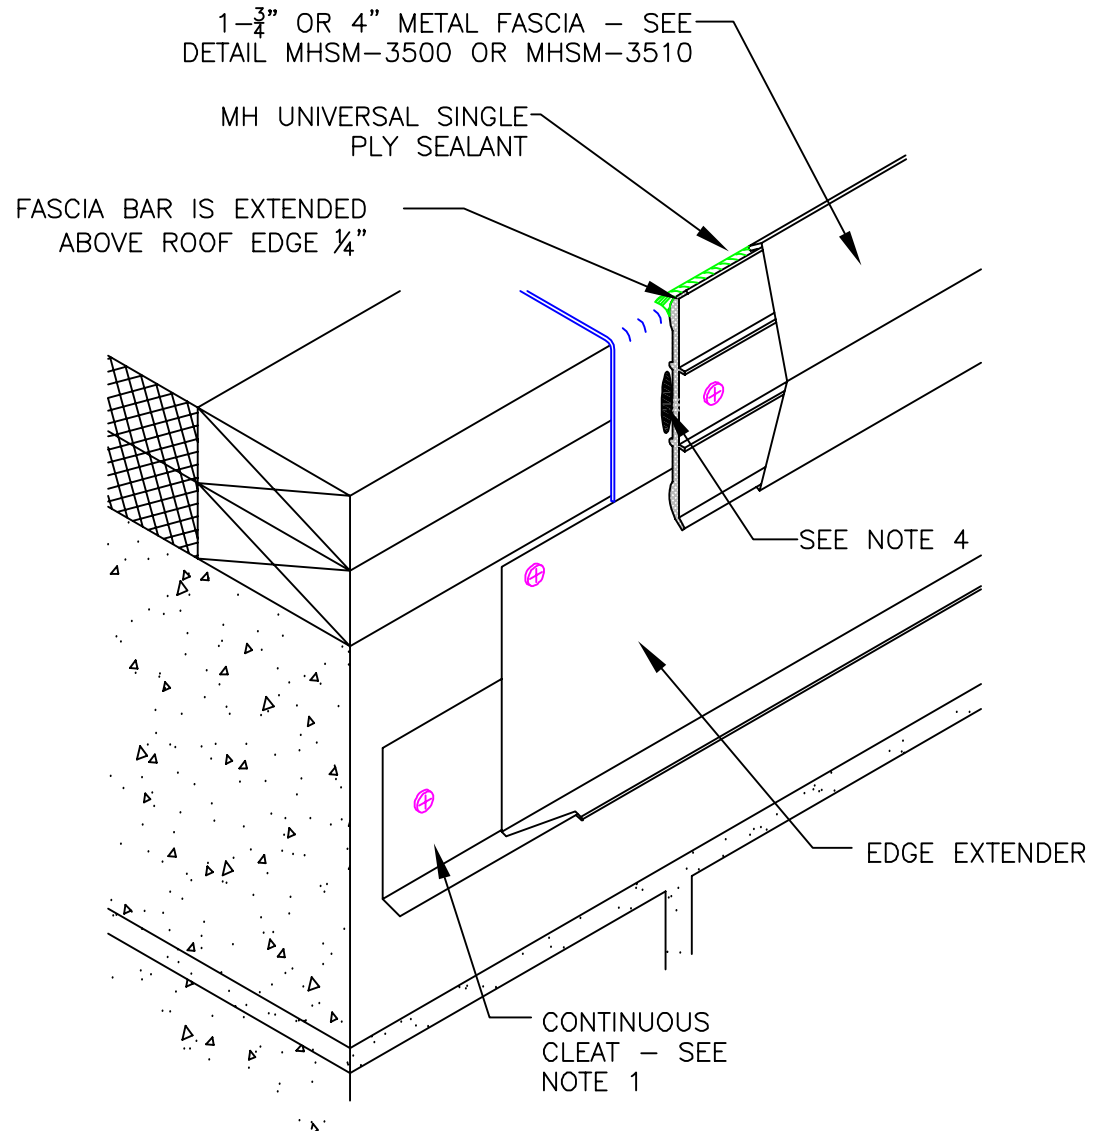 1-¾" OR 4" METAL FASCIA - SEE
DETAIL MHSM-3500 OR MHSM-3510
MH UNIVERSAL SINGLE
PLY SEALANT
FASCIA BAR IS EXTENDED
ABOVE ROOF EDGE ¼"
SEE NOTE 4
EDGE EXTENDER
CONTINUOUS
CLEAT - SEE
NOTE 1